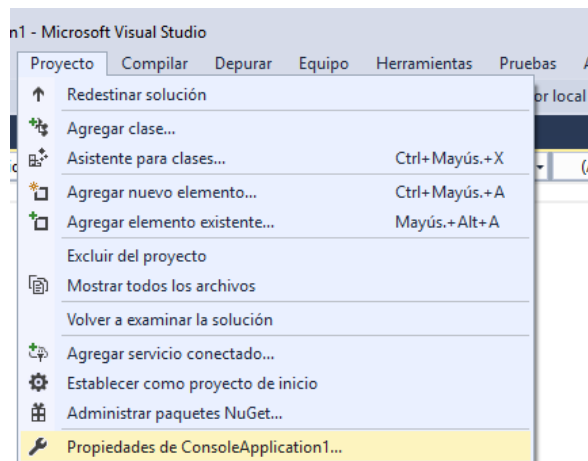 n1 - Microsoft Visual Studio
Proyecto Compilar Depurar Equipo Herramientas Pruebas
Redestinar solución
or local
Agregar clase...
Asistente para clases... Ctrl+Mayús.+X
Agregar nuevo elemento... Ctrl+Mayús.+A
Agregar elemento existente... Mayús.+Alt+A
Excluir del proyecto
Mostrar todos los archivos
Volver a examinar la solución
Agregar servicio conectado...
Establecer como proyecto de inicio
Administrar paquetes NuGet...
Propiedades de ConsoleApplication1...